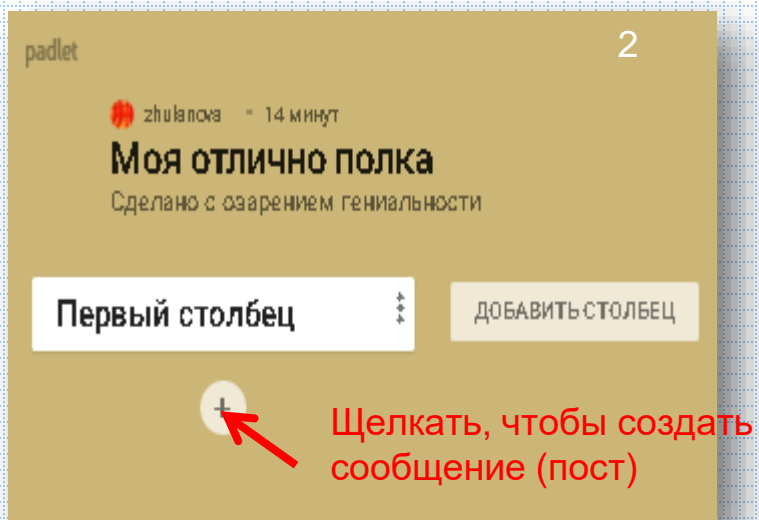 padlet
2
zhulanova • 14 минут
Моя отлично полка
Сделано с озарением гениальности
Первый столбец
ДОБАВИТЬ СТОЛБЕЦ
+
Щелкать, чтобы создать
сообщение (пост)